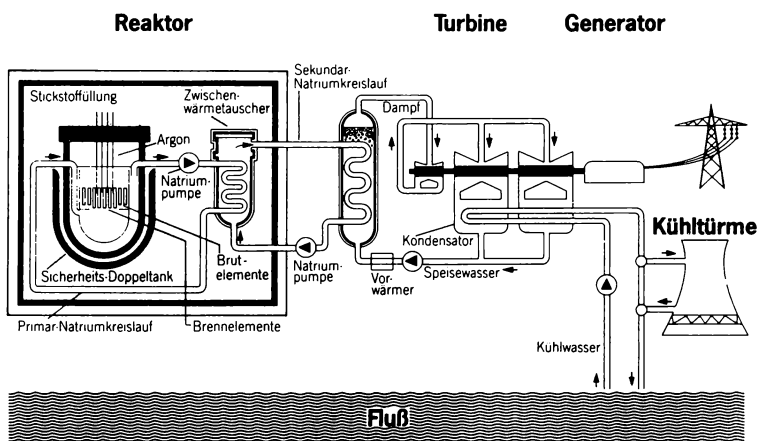 Reaktor
Turbine
Generator
Stickstoffüllung
Zwischen-
wärmetauscher
Sekundär-
Natriumkreislauf
Dampf
Argon
Natrium-
pumpe
Kühltürme
Kondensator
Brut-
elemente
Natrium-
pumpe
Vor-
wärmer
Speisewasser
Sicherheits-Doppeltank
Primär-Natriumkreislauf
Brennelemente
Kühlwasser
Fluß